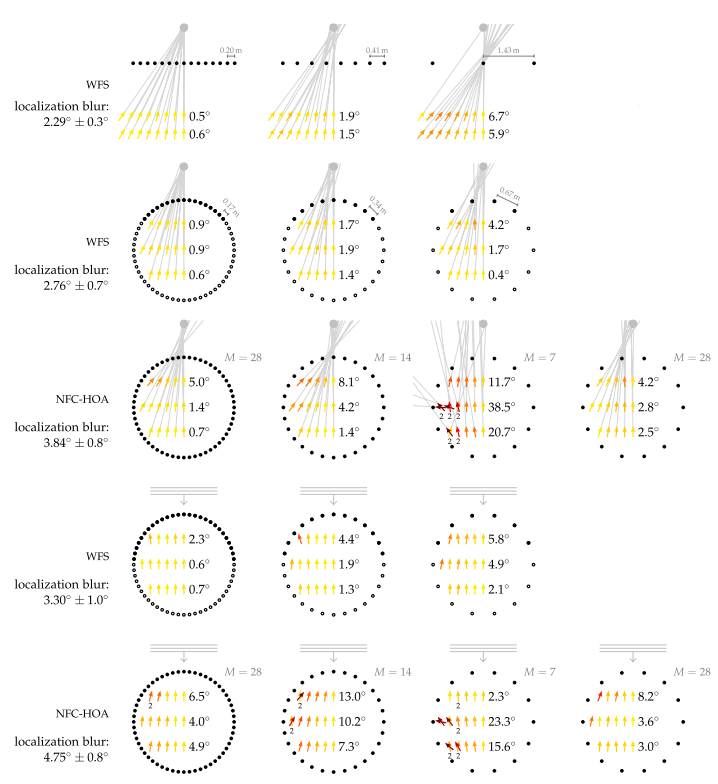 0.20 m
0.41 m
1.43 m
WFS
localization blur:
2.29° ± 0.3°
0.5°
0.6°
1.9°
1.5°
6.7°
5.9°
0.17 m
0.34 m
0.67 m
WFS
localization blur:
2.76° ± 0.7°
0.9°
0.9°
0.6°
1.7°
1.9°
1.4°
4.2°
1.7°
0.4°
M = 28
M = 14
M = 7
M = 28
NFC-HOA
localization blur:
3.84° ± 0.8°
5.0°
1.4°
0.7°
8.1°
4.2°
1.4°
11.7°
38.5°
2 2 2
20.7°
2 2
4.2°
2.8°
2.5°
WFS
localization blur:
3.30° ± 1.0°
2.3°
0.6°
0.7°
4.4°
1.9°
1.3°
5.8°
4.9°
2.1°
M = 28
M = 14
M = 7
M = 28
NFC-HOA
localization blur:
4.75° ± 0.8°
6.5°
2
4.0°
4.9°
13.0°
2
10.2°
2
7.3°
2.3°
2
23.3°
2
15.6°
2 2
8.2°
3.6°
3.0°